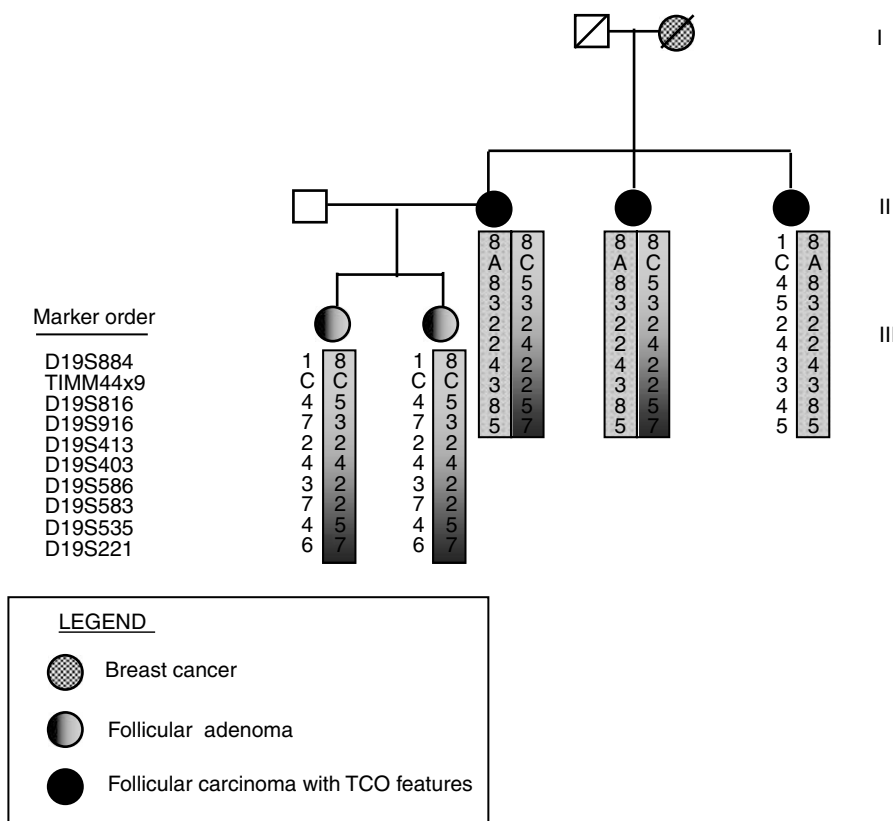 I
II
8 8 8 8 1 8
A C A C C A
8 5 8 5 4 8
3 3 3 3 5 3
2 2 2 2 2 2
2 4 2 4 4 2
4 2 4 2 3 4
3 2 3 2 3 3
8 5 8 5 4 8
5 7 5 7 5 5
III
Marker order
D19S884 1 8 1 8
TIMM44x9 C C C C
D19S816 4 5 4 5
D19S916 7 3 7 3
D19S413 2 2 2 2
D19S403 4 4 4 4
D19S586 3 2 3 2
D19S583 7 2 7 2
D19S535 4 5 4 5
D19S221 6 7 6 7
LEGEND
Breast cancer
Follicular adenoma
Follicular carcinoma with TCO features